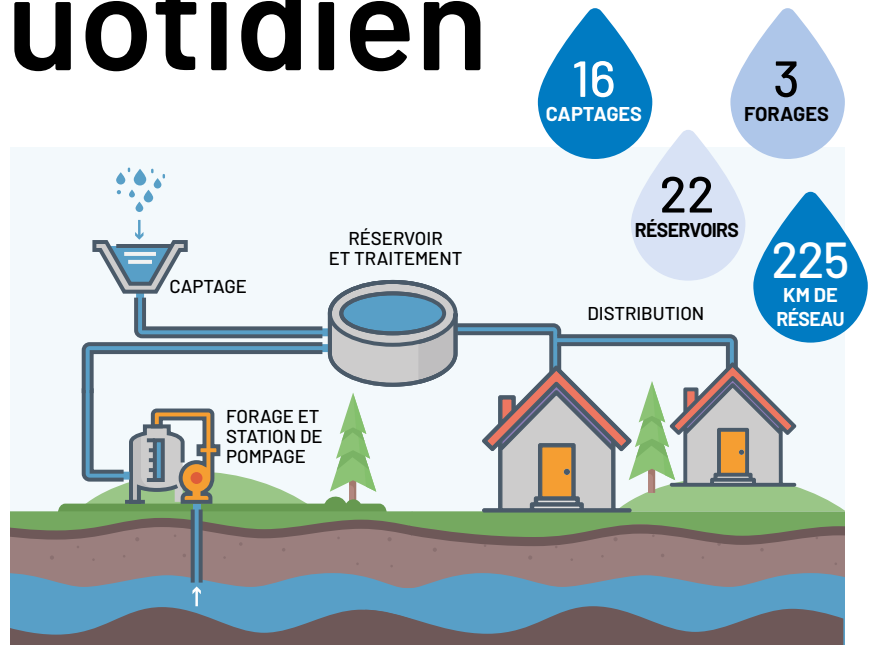 uotidien
16
CAPTAGES
3
FORAGES
22
RÉSERVOIRS
225
KM DE
RÉSEAU
RÉSERVOIR
ET TRAITEMENT
CAPTAGE
DISTRIBUTION
FORAGE ET
STATION DE
POMPAGE